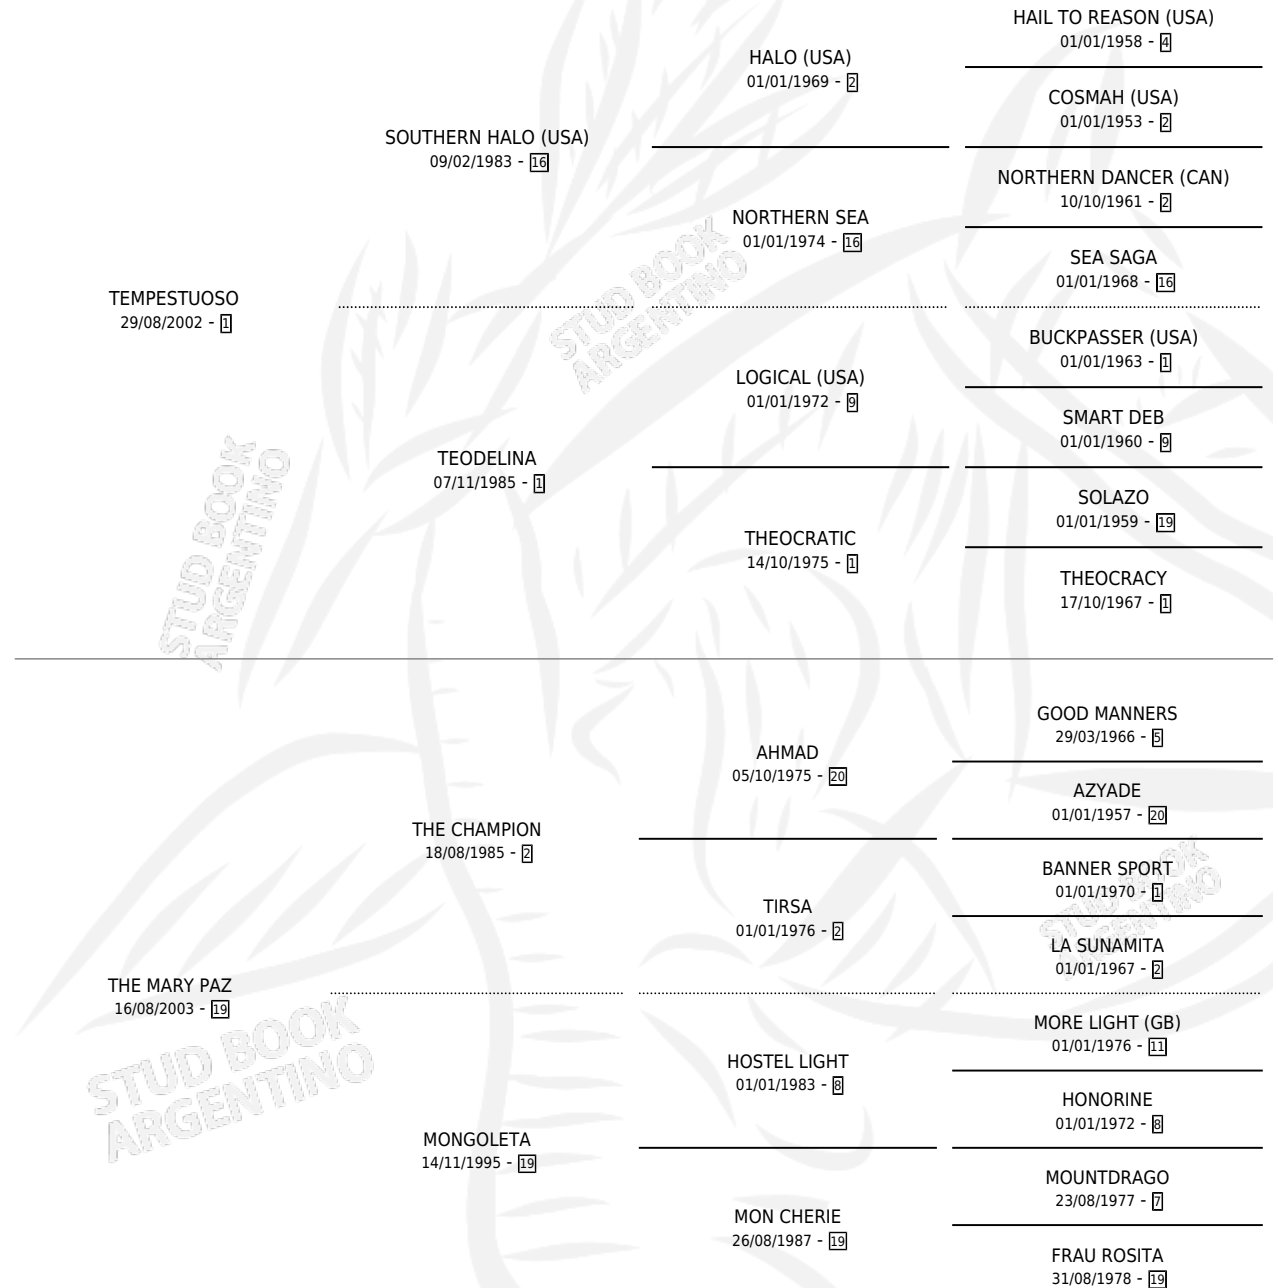 HAIL TO REASON (USA)
01/01/1958 - 4
HALO (USA)
01/01/1969 - 2
COSMAH (USA)
01/01/1953 - 2
SOUTHERN HALO (USA)
09/02/1983 - 16
NORTHERN DANCER (CAN)
10/10/1961 - 2
NORTHERN SEA
01/01/1974 - 16
SEA SAGA
01/01/1968 - 16
STUD BOOK
ARGENTINO
TEMPESTUOSO
29/08/2002 - 1
BUCKPASSER (USA)
01/01/1963 - 1
LOGICAL (USA)
01/01/1972 - 9
SMART DEB
01/01/1960 - 9
TEODELINA
07/11/1985 - 1
SOLAZO
01/01/1959 - 19
THEOCRATIC
14/10/1975 - 1
THEOCRACY
17/10/1967 - 1
STUD BOOK
ARGENTINO
GOOD MANNERS
29/03/1966 - 5
AHMAD
05/10/1975 - 20
AZYADE
01/01/1957 - 20
THE CHAMPION
18/08/1985 - 2
BANNER SPORT
01/01/1970 - 1
TIRSA
01/01/1976 - 2
LA SUNAMITA
01/01/1967 - 2
STUD BOOK
ARGENTINO
THE MARY PAZ
16/08/2003 - 19
MORE LIGHT (GB)
01/01/1976 - 11
HOSTEL LIGHT
01/01/1983 - 8
HONORINE
01/01/1972 - 8
STUD BOOK
ARGENTINO
MONGOLETA
14/11/1995 - 19
MOUNTDRAGO
23/08/1977 - 7
MON CHERIE
26/08/1987 - 19
FRAU ROSITA
31/08/1978 - 19